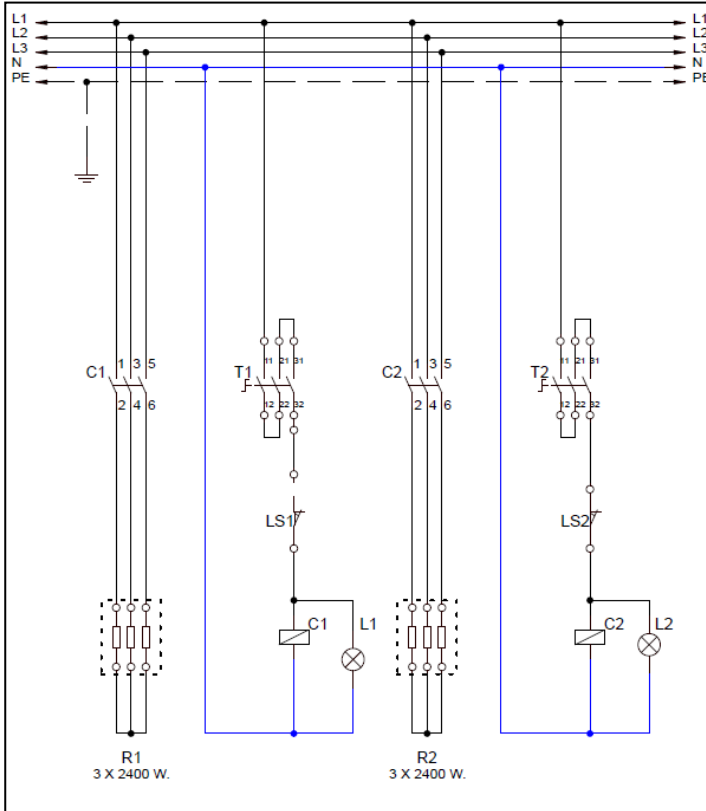 L1 L1
L2 L2
L3 L3
N N
PE PE
11 21 31
11 21 31
C1 1 3 5
T1
C2 1 3 5
T2
2 4 6
12 22 32
2 4 6
12 22 32
LS1
LS2
C1 L1
C2 L2
R1
3 X 2400 W.
R2
3 X 2400 W.